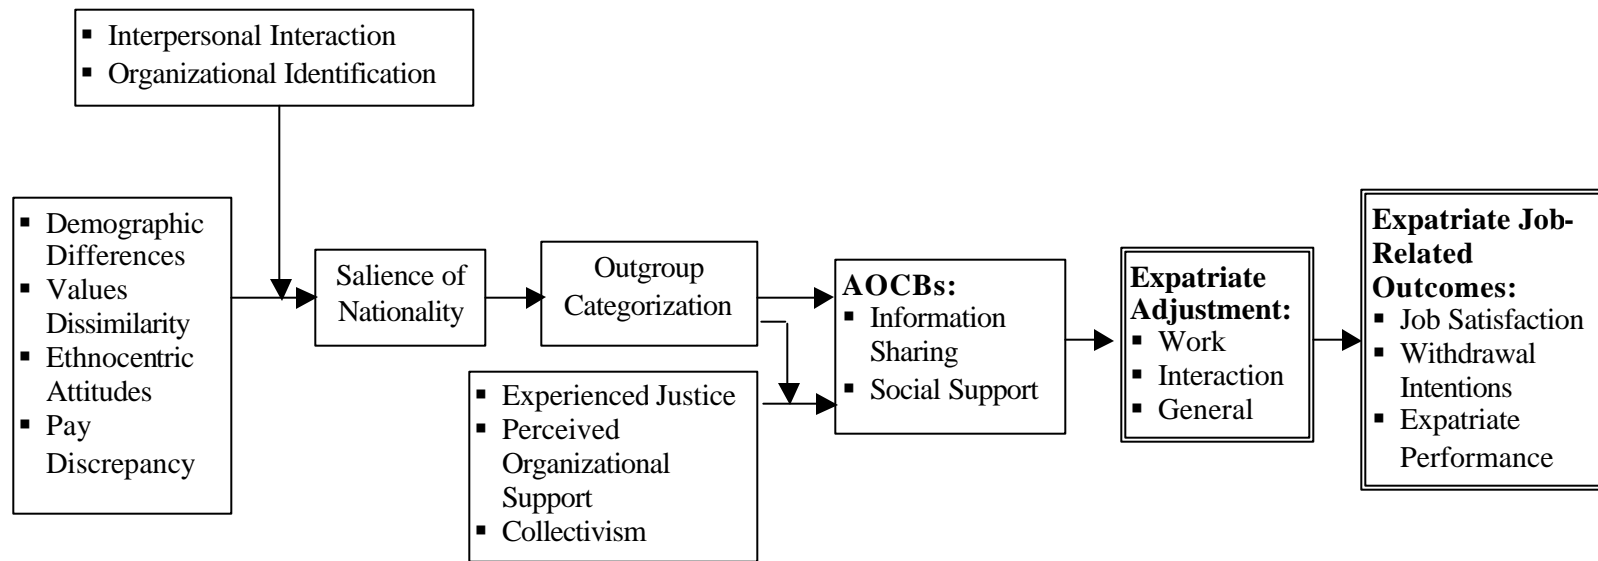 ▪ Interpersonal Interaction
▪ Organizational Identification
▪ Demographic
Differences
▪ Values
Dissimilarity
▪ Ethnocentric
Attitudes
▪ Pay
Discrepancy
Salience of
Nationality
Outgroup
Categorization
▪ Experienced Justice
▪ Perceived
Organizational
Support
▪ Collectivism
AOCBs:
▪ Information
Sharing
▪ Social Support
Expatriate
Adjustment:
▪ Work
▪ Interaction
▪ General
Expatriate Job-
Related
Outcomes:
▪ Job Satisfaction
▪ Withdrawal
Intentions
▪ Expatriate
Performance